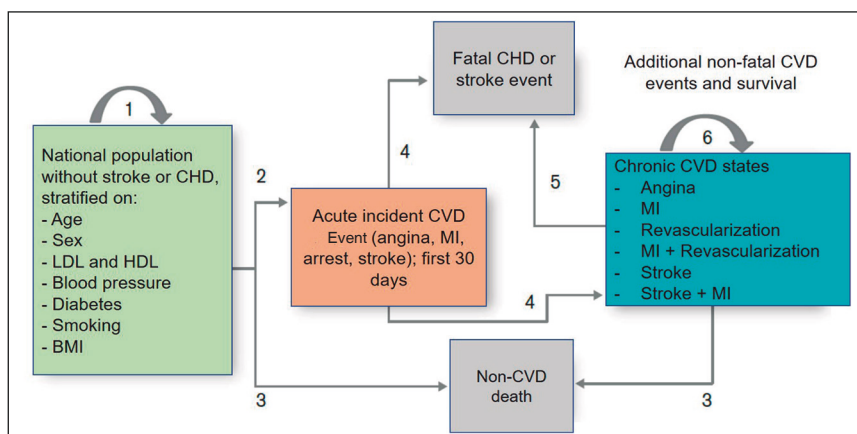 1
National population
without stroke or CHD,
stratified on:
- Age
- Sex
- LDL and HDL
- Blood pressure
- Diabetes
- Smoking
- BMI
2
3
Acute incident CVD
Event (angina, MI,
arrest, stroke); first 30
days
4
4
Fatal CHD or
stroke event
5
Additional non-fatal CVD
events and survival
6
Chronic CVD states
- Angina
- MI
- Revascularization
- MI + Revascularization
- Stroke
- Stroke + MI
3
Non-CVD
death